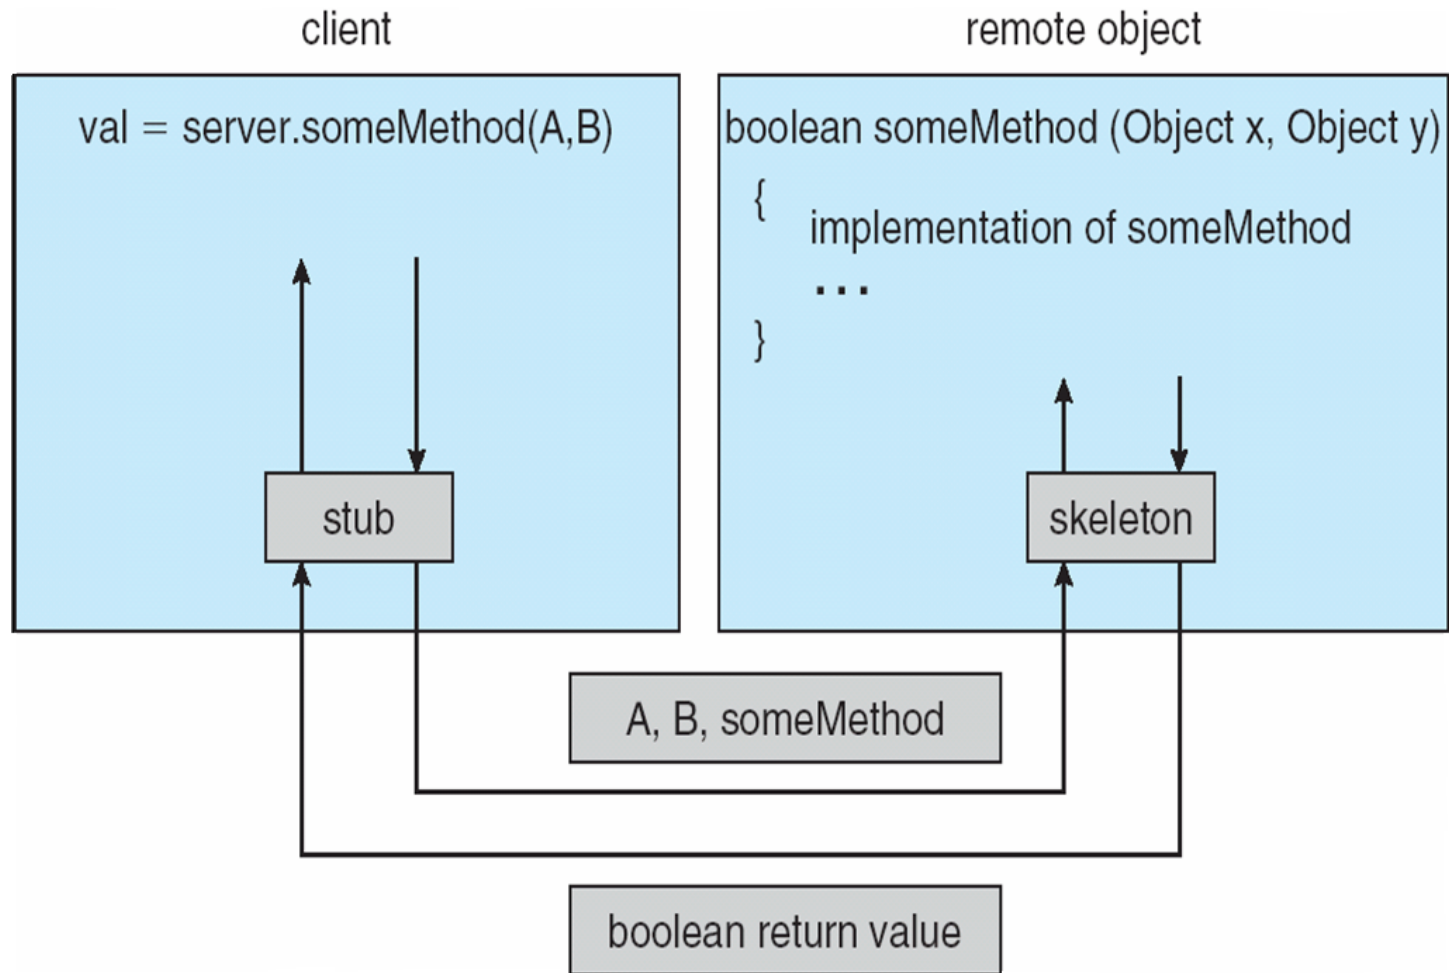 client
remote object
val = server.someMethod(A,B)
boolean someMethod (Object x, Object y)
{
implementation of someMethod
...
}
stub
skeleton
A, B, someMethod
boolean return value